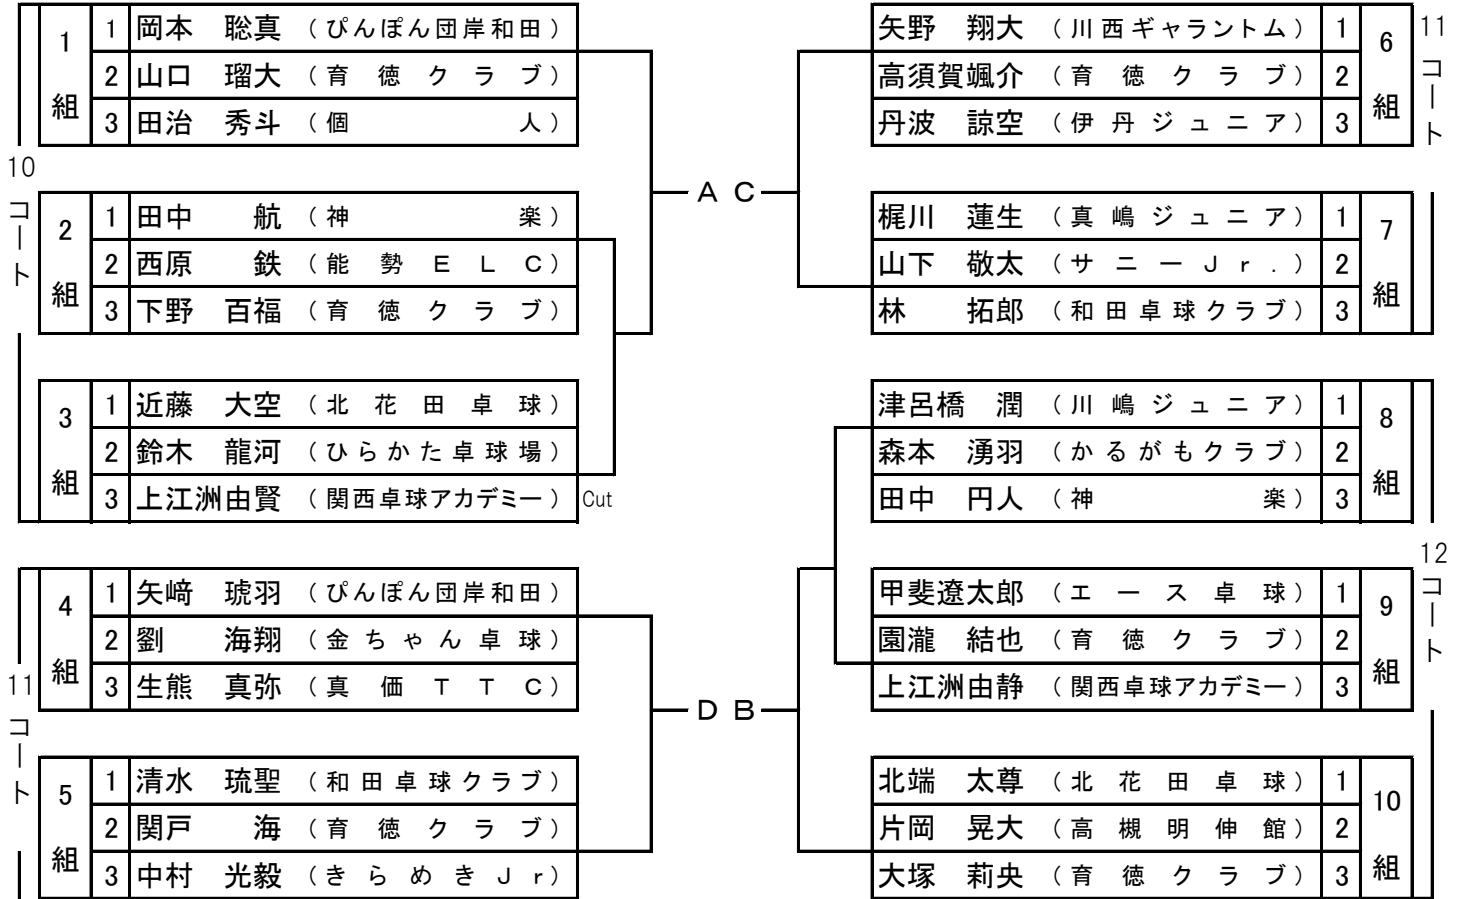 10コート
1組
1 岡本 聡真 (ぴんぽん団岸和田)
2 山口 瑠大 (育徳クラブ)
3 田治 秀斗 (個人)
2組
1 田中 航 (神楽)
2 西原 鉄 (能勢ELC)
3 下野 百福 (育徳クラブ)
3組
1 近藤 大空 (北花田卓球)
2 鈴木 龍河 (ひらかた卓球場)
3 上江洲由賢 (関西卓球アカデミー) Cut
11コート
4組
1 矢﨑 琥羽 (ぴんぽん団岸和田)
2 劉 海翔 (金ちゃん卓球)
3 生熊 真弥 (真価TTC)
5組
1 清水 琉聖 (和田卓球クラブ)
2 関戸 海 (育徳クラブ)
3 中村 光毅 (きらめきJr)
A C
D B
11コート
6組
矢野 翔大 (川西ギャラントム) 1
高須賀颯介 (育徳クラブ) 2
丹波 諒空 (伊丹ジュニア) 3
7組
梶川 蓮生 (真嶋ジュニア) 1
山下 敬太 (サニーJr.) 2
林 拓郎 (和田卓球クラブ) 3
12コート
8組
津呂橋 潤 (川嶋ジュニア) 1
森本 湧羽 (かるがもクラブ) 2
田中 円人 (神楽) 3
9組
甲斐遼太郎 (エース卓球) 1
園瀧 結也 (育徳クラブ) 2
上江洲由静 (関西卓球アカデミー) 3
10組
北端 太尊 (北花田卓球) 1
片岡 晃大 (高槻明伸館) 2
大塚 莉央 (育徳クラブ) 3